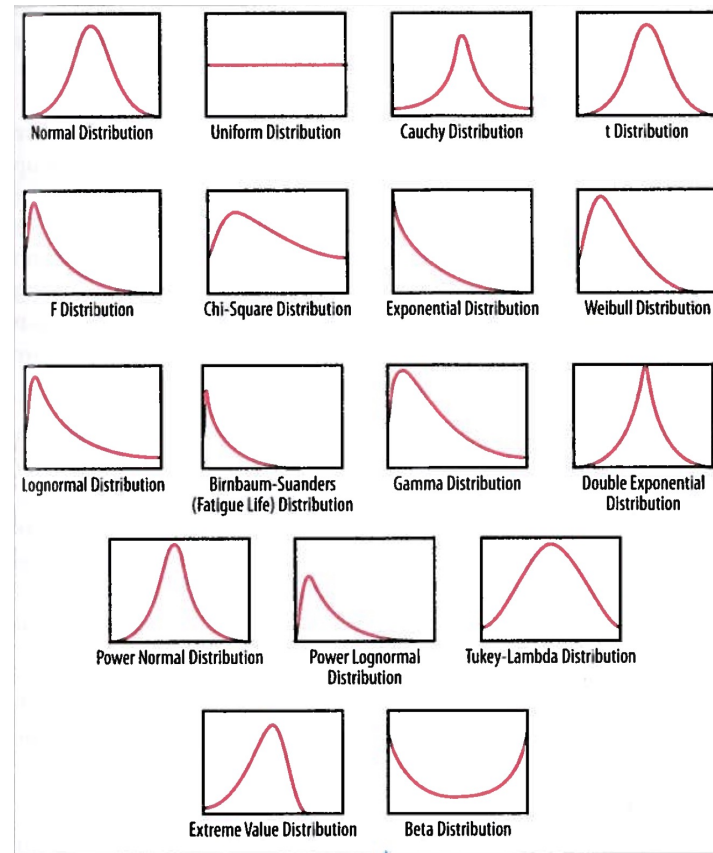 Normal Distribution
Uniform Distribution
Cauchy Distribution
t Distribution
F Distribution
Chi-Square Distribution
Exponential Distribution
Weibull Distribution
Lognormal Distribution
Birnbaum-Suanders
(Fatigue Life) Distribution
Gamma Distribution
Double Exponential
Distribution
Power Normal Distribution
Power Lognormal
Distribution
Tukey-Lambda Distribution
Extreme Value Distribution
Beta Distribution